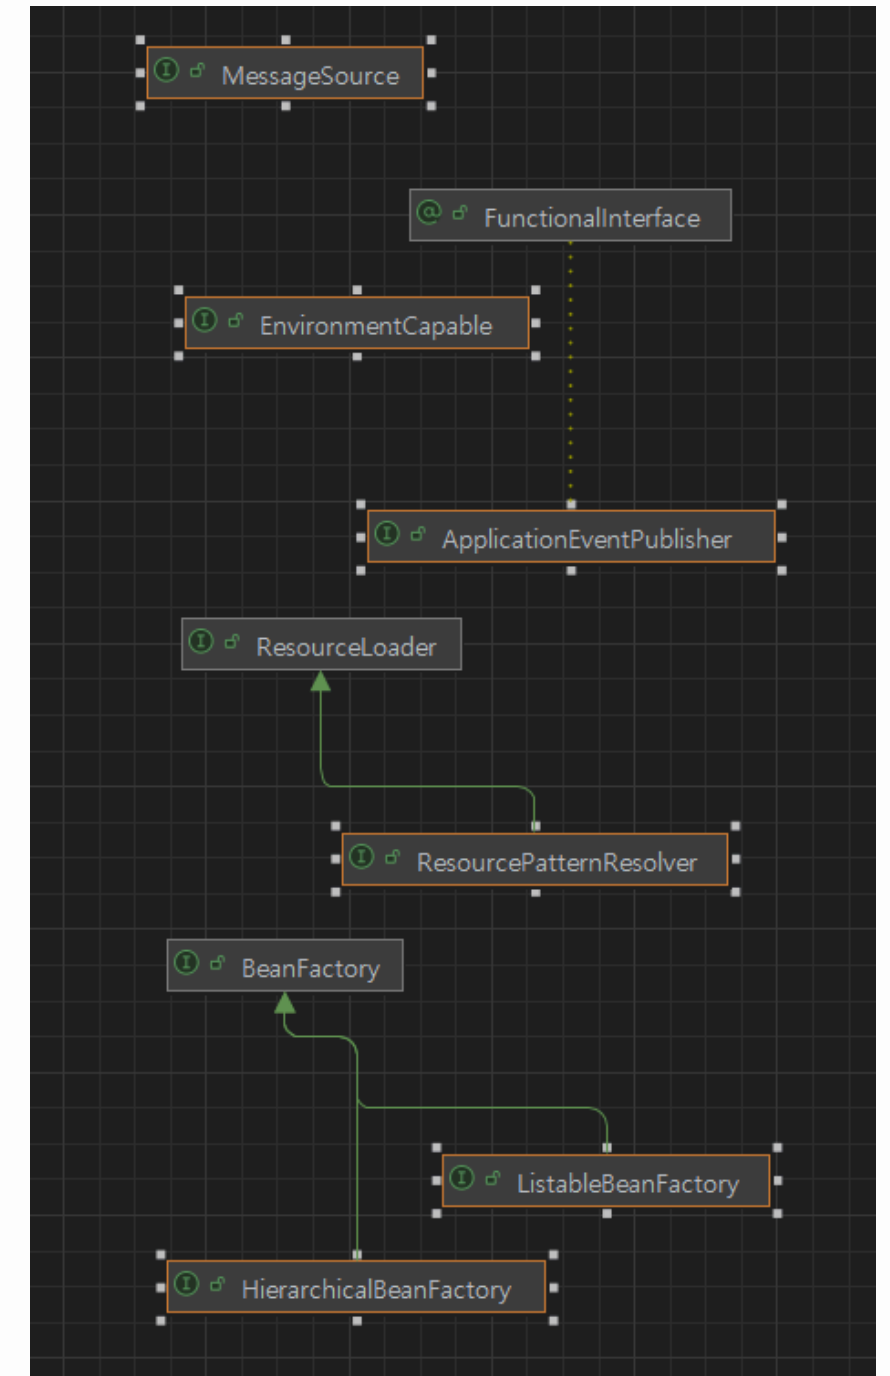 MessageSource
FunctionalInterface
EnvironmentCapable
ApplicationEventPublisher
ResourceLoader
ResourcePatternResolver
BeanFactory
ListableBeanFactory
HierarchicalBeanFactory